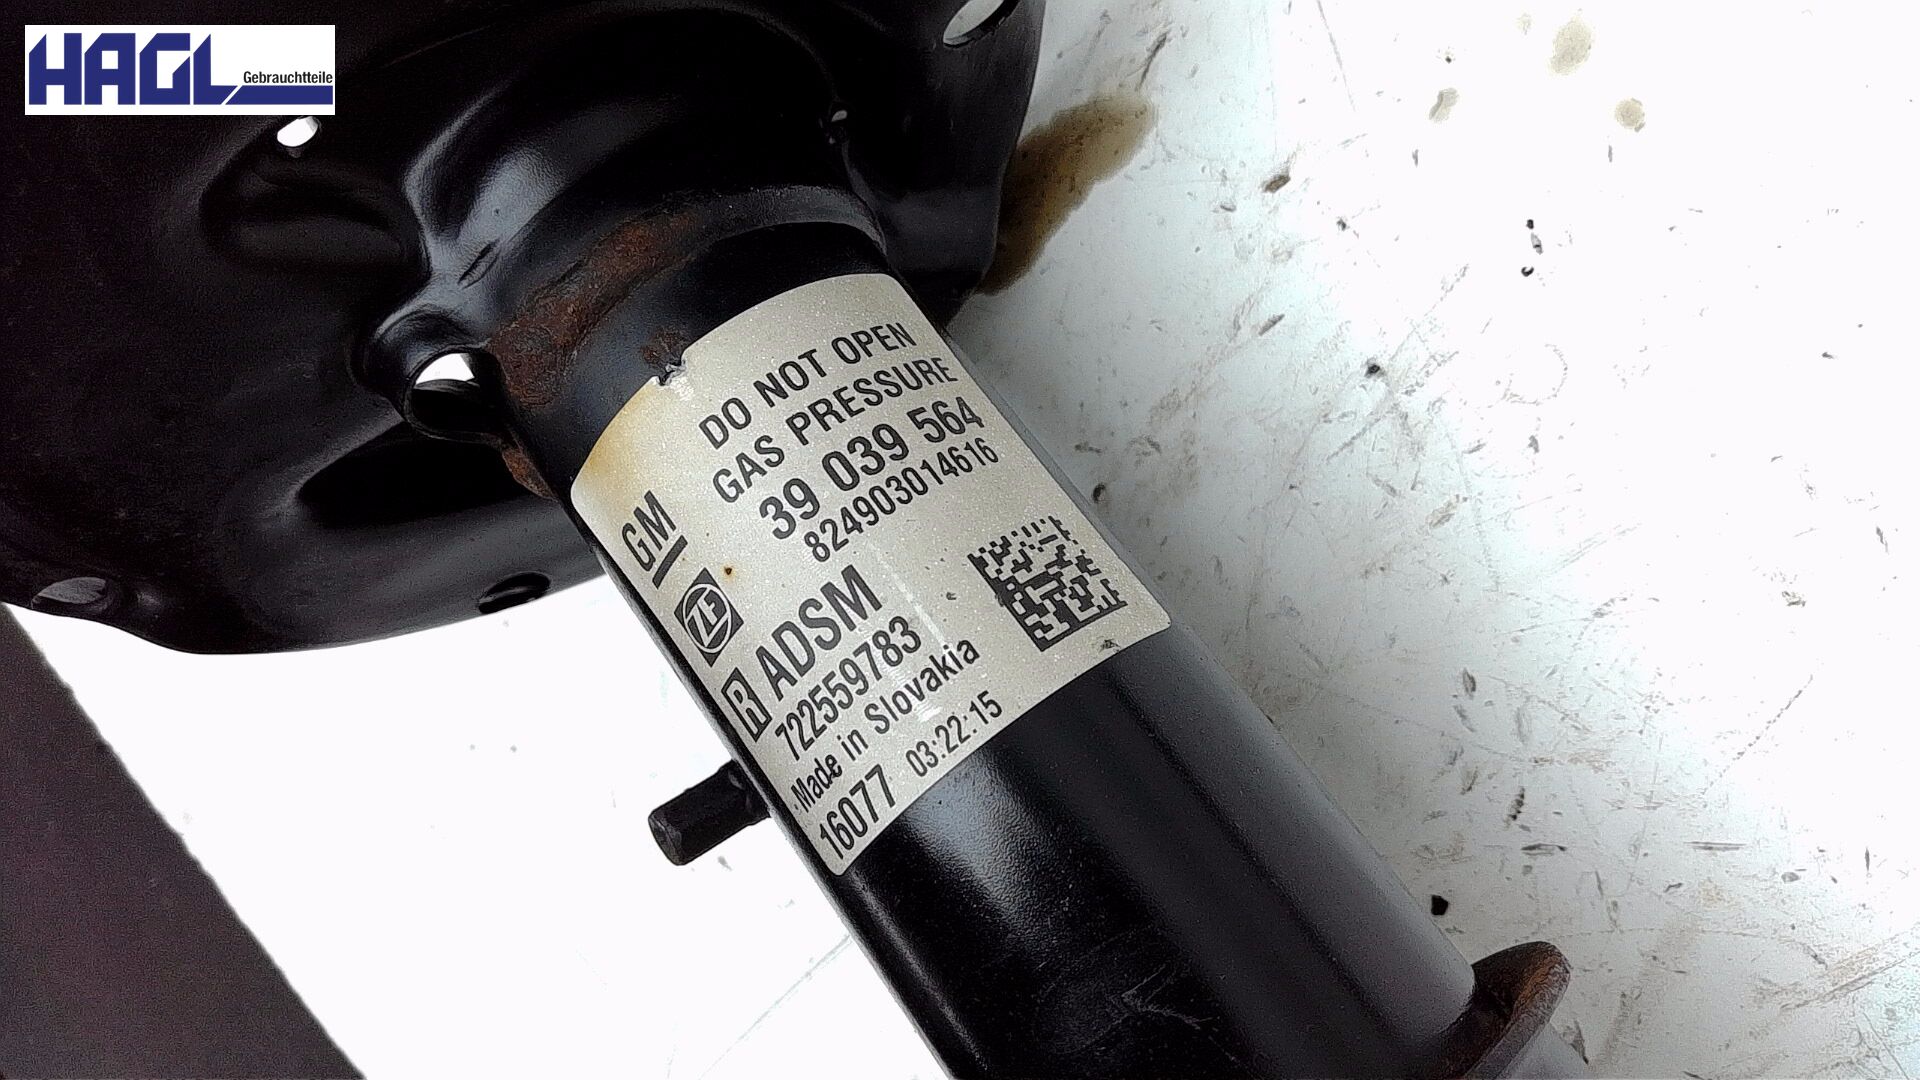 HAGL
Gebrauchtteile
DO NOT OPEN
GAS PRESSURE
39 039 564
824903014616
GM
ZF
R ADSM
722559783
Made in Slovakia
16077 03:22:15